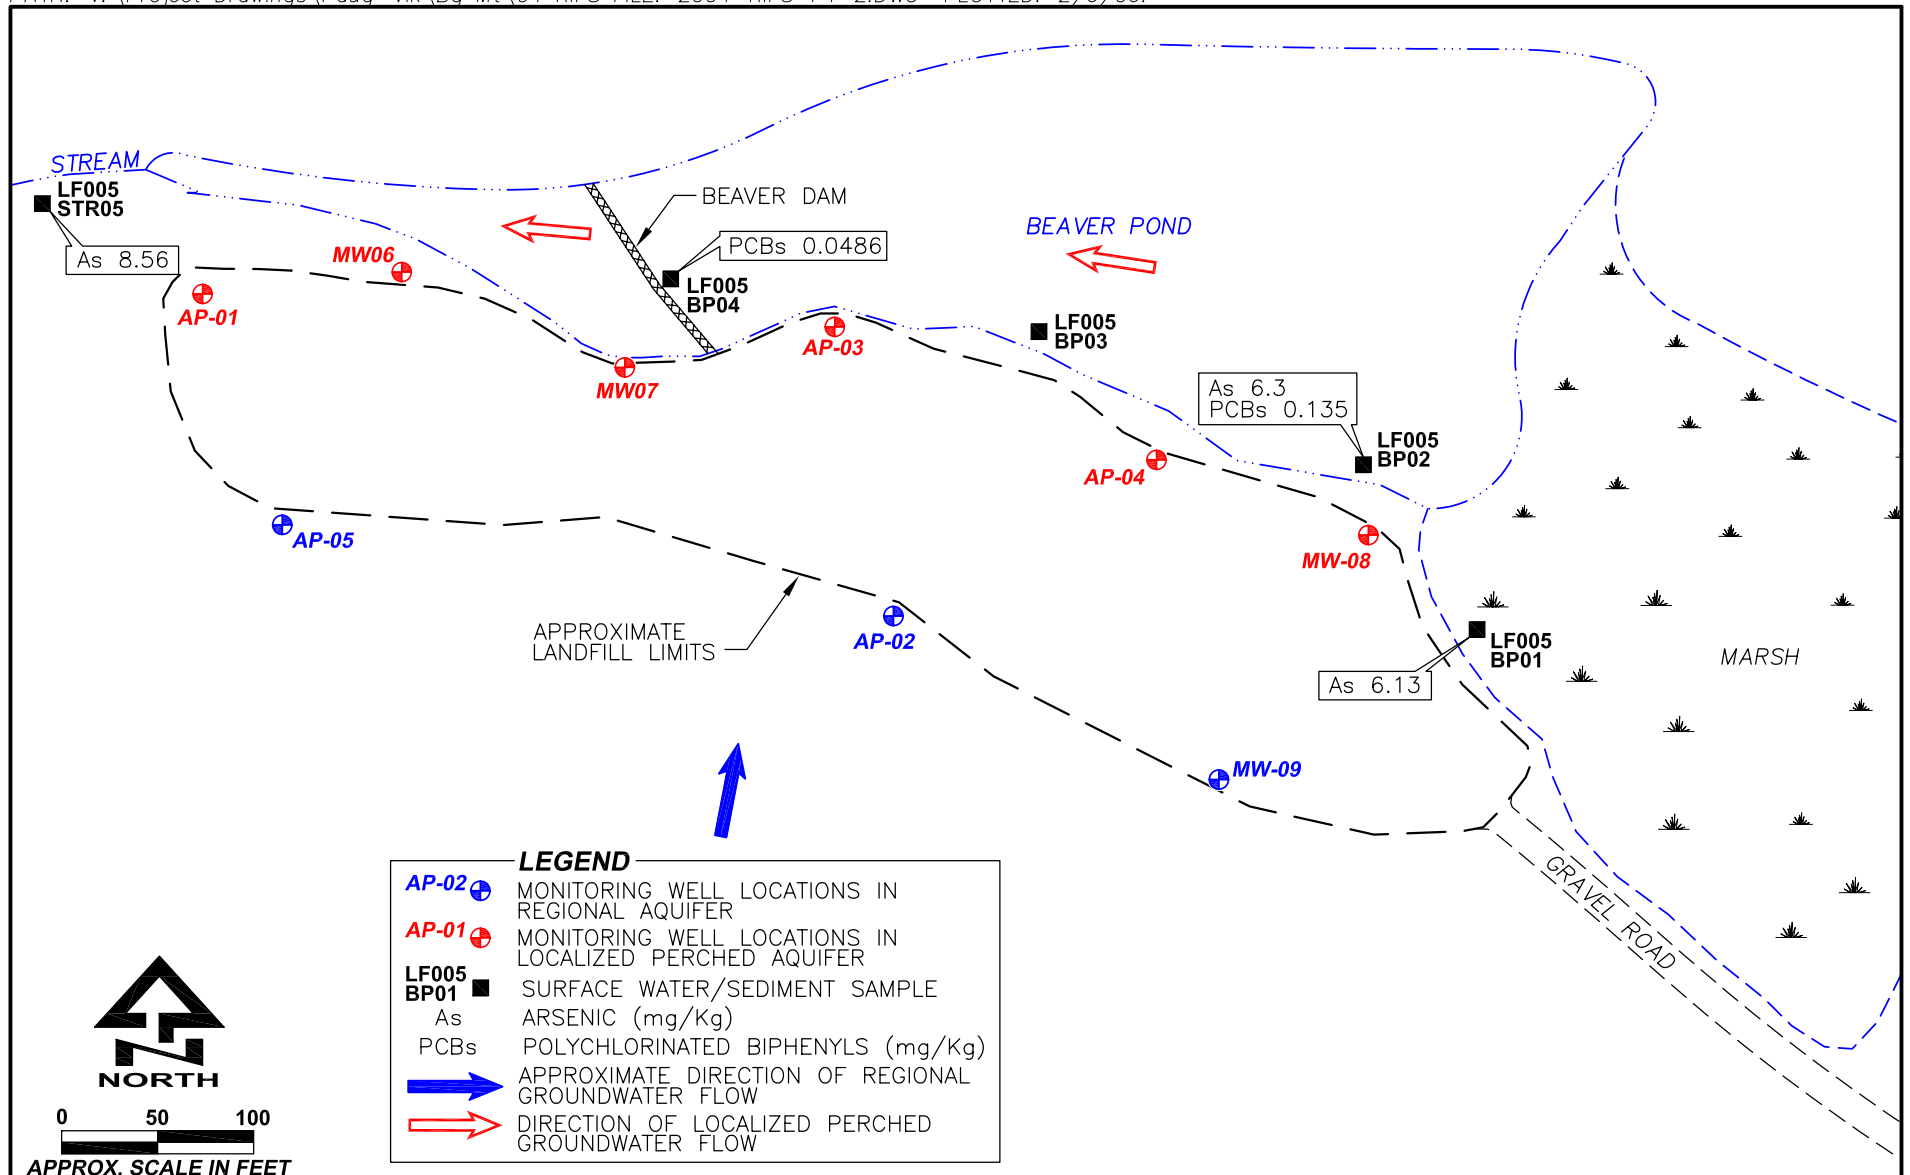 STREAM
LF005
STR05
As 8.56
MW06
AP-01
BEAVER DAM
PCBs 0.0486
LF005
BP04
BEAVER POND
MW07
AP-03
LF005
BP03
As 6.3
PCBs 0.135
LF005
BP02
AP-04
MW-08
AP-05
APPROXIMATE
LANDFILL LIMITS
AP-02
LF005
BP01
As 6.13
MARSH
MW-09
GRAVEL ROAD
LEGEND
AP-02 MONITORING WELL LOCATIONS IN
REGIONAL AQUIFER
AP-01 MONITORING WELL LOCATIONS IN
LOCALIZED PERCHED AQUIFER
LF005
BP01 SURFACE WATER/SEDIMENT SAMPLE
As ARSENIC (mg/Kg)
PCBs POLYCHLORINATED BIPHENYLS (mg/Kg)
APPROXIMATE DIRECTION OF REGIONAL
GROUNDWATER FLOW
DIRECTION OF LOCALIZED PERCHED
GROUNDWATER FLOW
NORTH
0 50 100
APPROX. SCALE IN FEET